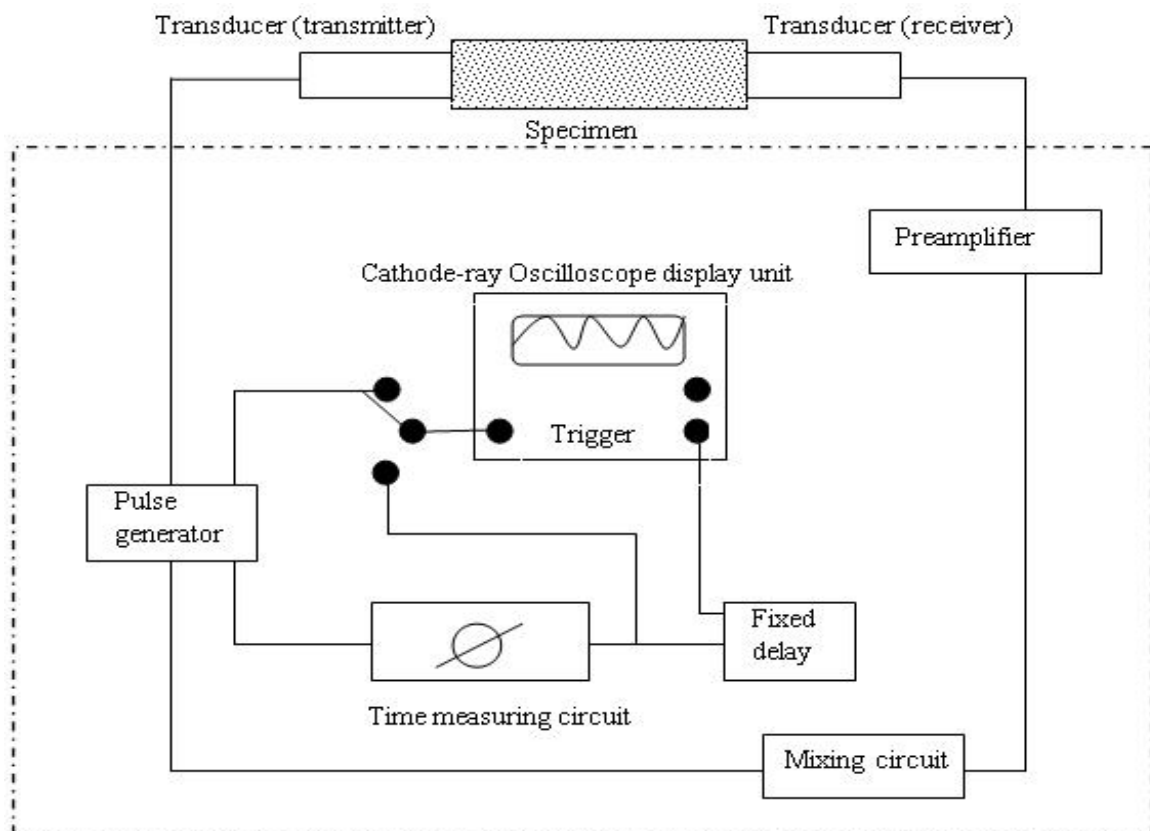 Transducer (transmitter)
Transducer (receiver)
Specimen
Preamplifier
Cathode-ray Oscilloscope display unit
Trigger
Pulse
generator
Fixed
delay
Time measuring circuit
Mixing circuit